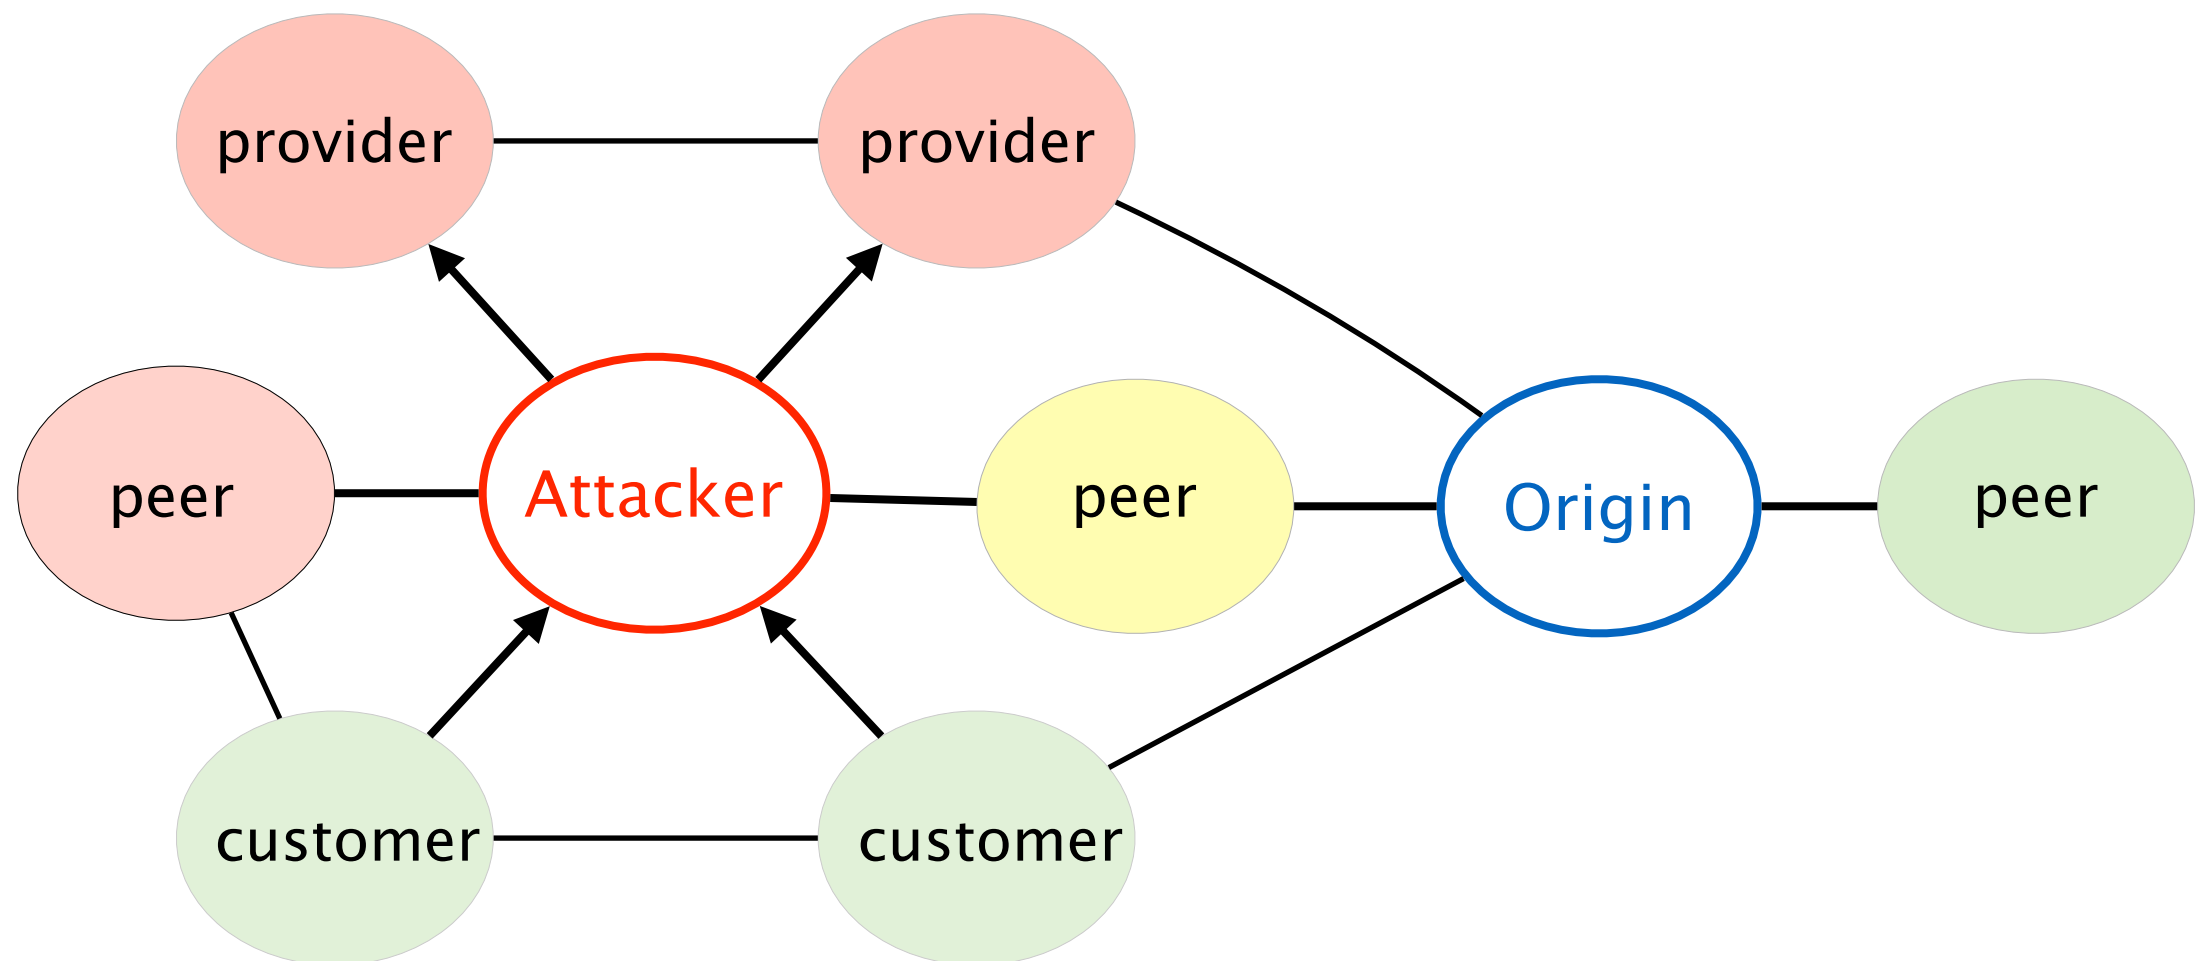 provider
provider
peer
Attacker
peer
Origin
peer
customer
customer